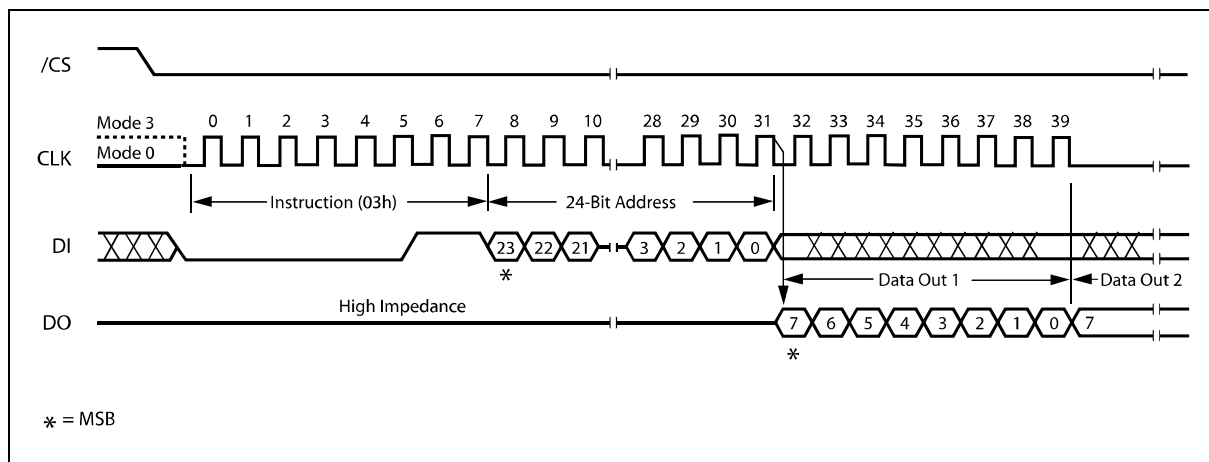 /CS
Mode 3
0 1 2 3 4 5 6 7 8 9 10 28 29 30 31 32 33 34 35 36 37 38 39
CLK
Mode 0
Instruction (03h) 24-Bit Address
DI
23 22 21 3 2 1 0
*
Data Out 1 Data Out 2
High Impedance
DO
7 6 5 4 3 2 1 0 7
*
* = MSB